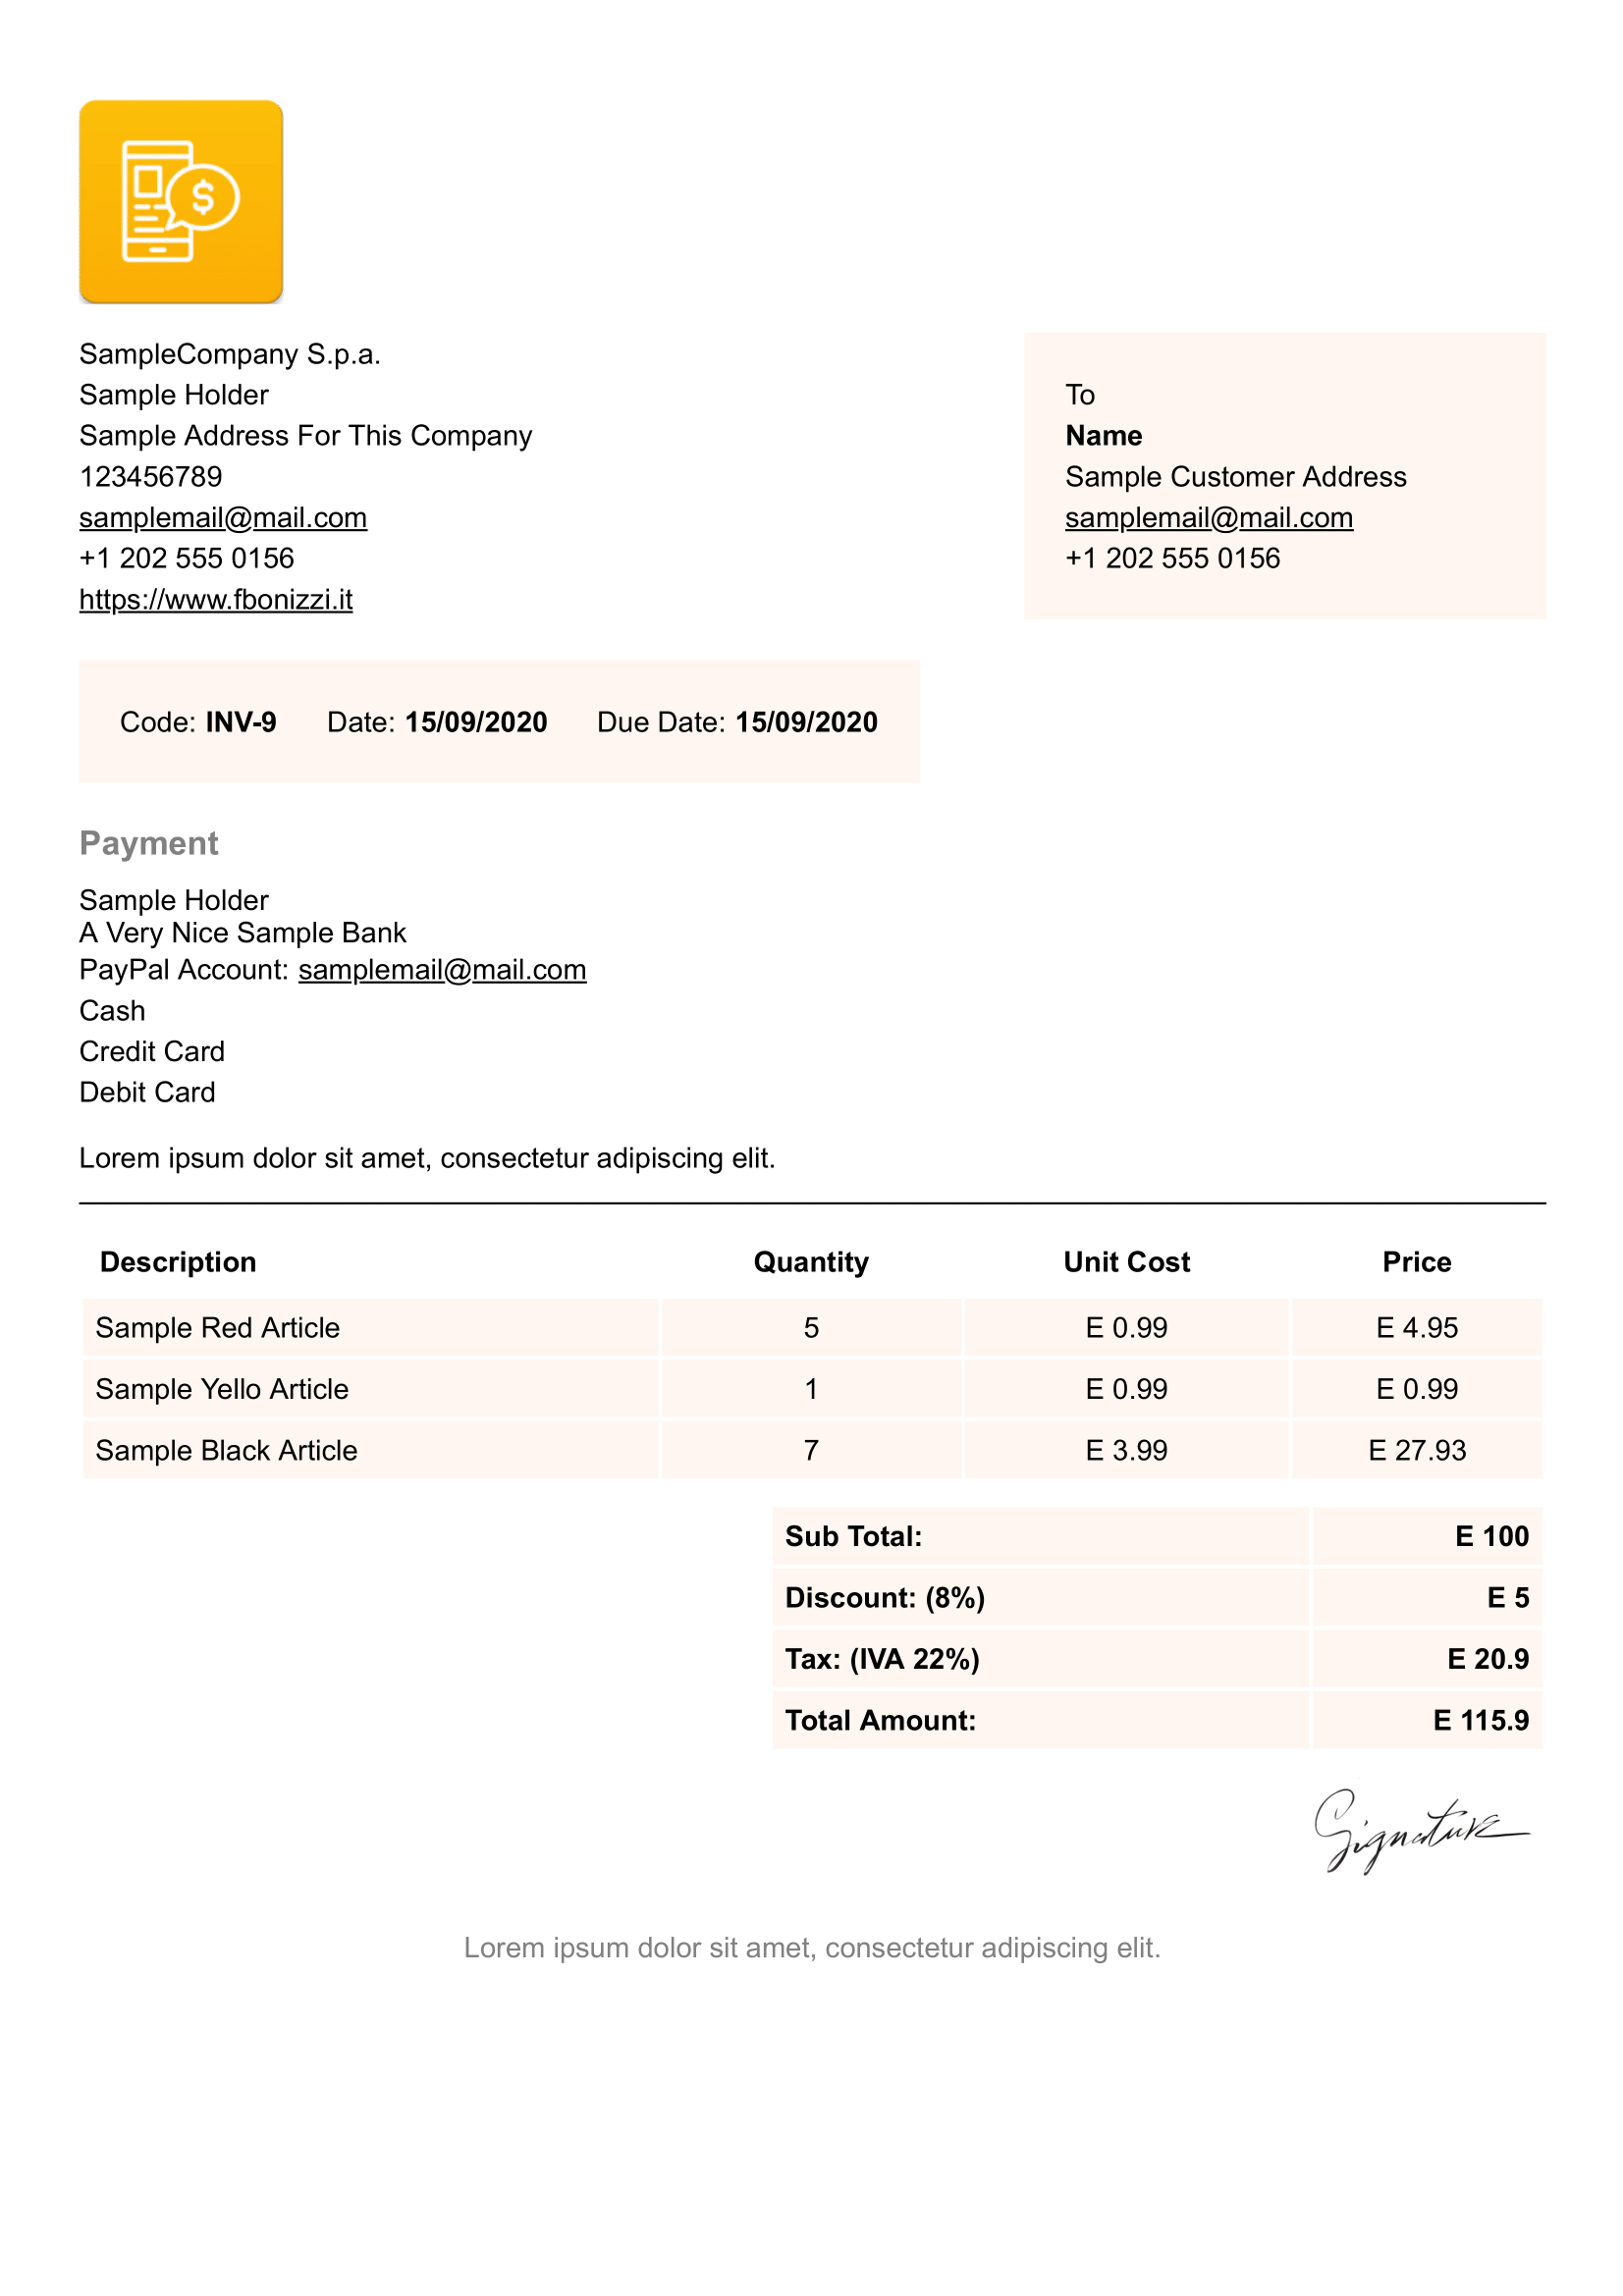 $
SampleCompany S.p.a.
Sample Holder
Sample Address For This Company
123456789
samplemail@mail.com
+1 202 555 0156
https://www.fbonizzi.it
To
Name
Sample Customer Address
samplemail@mail.com
+1 202 555 0156
Code: INV-9 Date: 15/09/2020 Due Date: 15/09/2020
Payment
Sample Holder
A Very Nice Sample Bank
PayPal Account: samplemail@mail.com
Cash
Credit Card
Debit Card
Lorem ipsum dolor sit amet, consectetur adipiscing elit.
Description Quantity Unit Cost Price
Sample Red Article 5 E 0.99 E 4.95
Sample Yello Article 1 E 0.99 E 0.99
Sample Black Article 7 E 3.99 E 27.93
Sub Total: E 100
Discount: (8%) E 5
Tax: (IVA 22%) E 20.9
Total Amount: E 115.9
Signature
Lorem ipsum dolor sit amet, consectetur adipiscing elit.